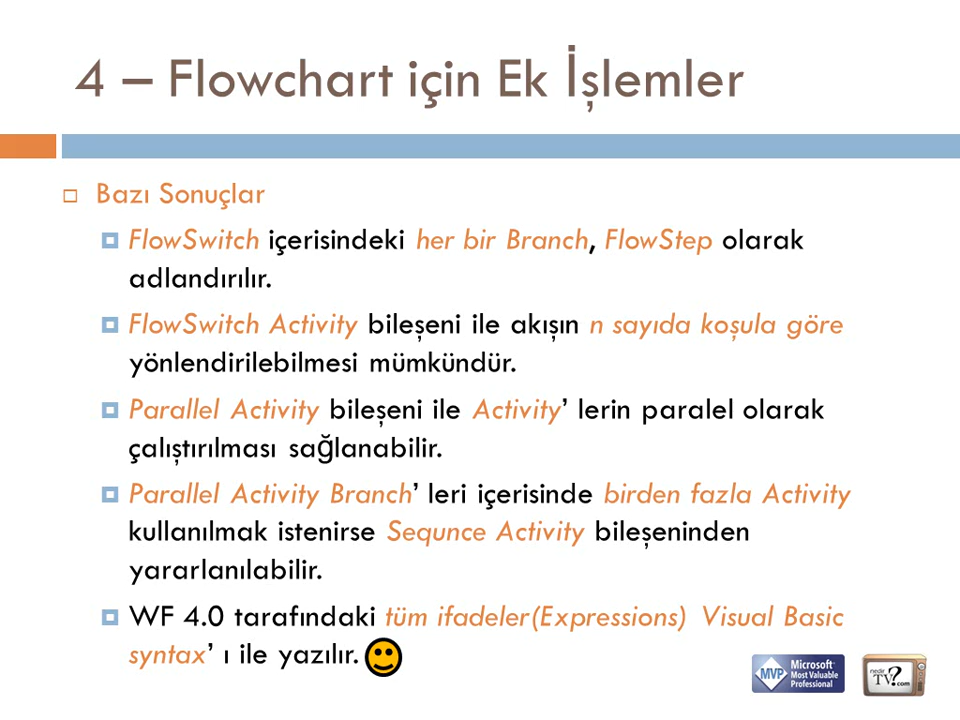 4 – Flowchart için Ek İşlemler
Bazı Sonuçlar
FlowSwitch içerisindeki her bir Branch, FlowStep olarak
adlandırılır.
FlowSwitch Activity bileşeni ile akışın n sayıda koşula göre
yönlendirilebilmesi mümkündür.
Parallel Activity bileşeni ile Activity’ lerin paralel olarak
çalıştırılması sağlanabilir.
Parallel Activity Branch’ leri içerisinde birden fazla Activity
kullanılmak istenirse Sequnce Activity bileşeninden
yararlanılabilir.
WF 4.0 tarafındaki tüm ifadeler(Expressions) Visual Basic
syntax’ ı ile yazılır.
MVP
Microsoft
Most Valuable
Professional
nedir
TV?.com